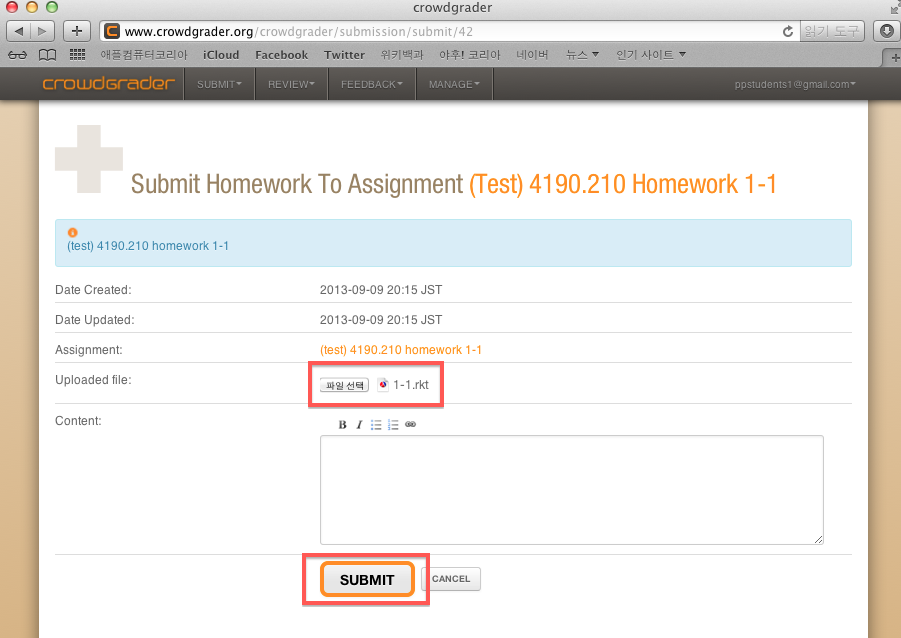 crowdgrader
www.crowdgrader.org/crowdgrader/submission/submit/42
읽기 도구
애플컴퓨터코리아 iCloud Facebook Twitter 위키백과 야후! 코리아 네이버 뉴스 인기 사이트
crowdgrader SUBMIT REVIEW FEEDBACK MANAGE ppstudents1@gmail.com
Submit Homework To Assignment (Test) 4190.210 Homework 1-1
(test) 4190.210 homework 1-1
Date Created: 2013-09-09 20:15 JST
Date Updated: 2013-09-09 20:15 JST
Assignment: (test) 4190.210 homework 1-1
Uploaded file: 파일 선택 1-1.rkt
Content:
B I
SUBMIT CANCEL